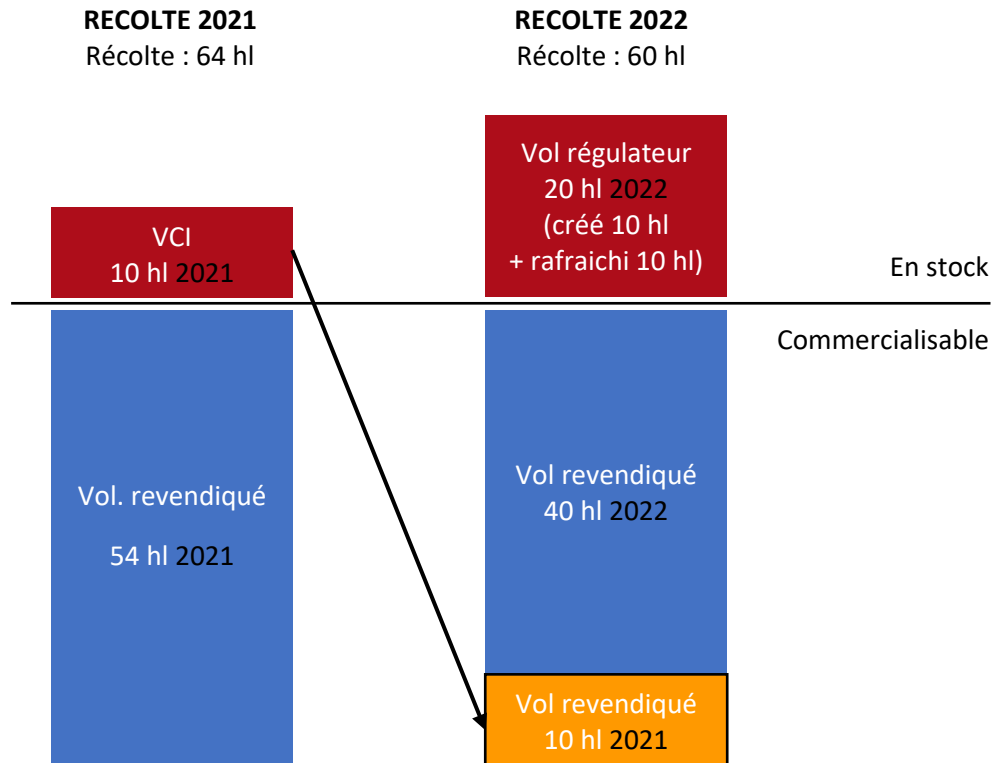 RECOLTE 2021
Récolte : 64 hl
RECOLTE 2022
Récolte : 60 hl
VCI
10 hl 2021
Vol régulateur
20 hl 2022
(créé 10 hl
+ rafraichi 10 hl)
En stock
Commercialisable
Vol. revendiqué
54 hl 2021
Vol revendiqué
40 hl 2022
Vol revendiqué
10 hl 2021